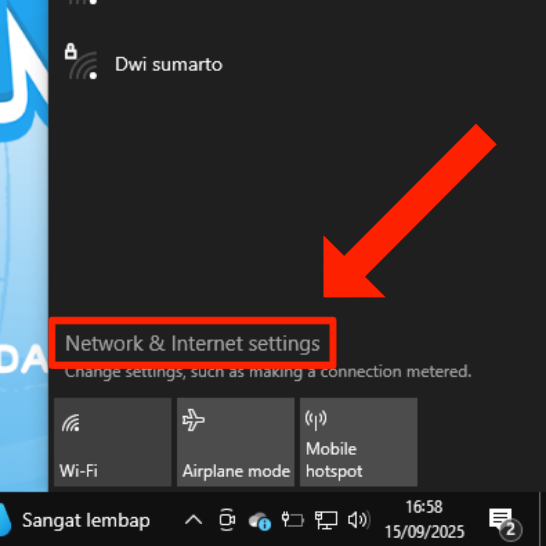 Dwi sumarto
Network & Internet settings
Change settings, such as making a connection metered.
Wi-Fi
Airplane mode
Mobile
hotspot
DA
Sangat lembap
16:58
15/09/2025
2